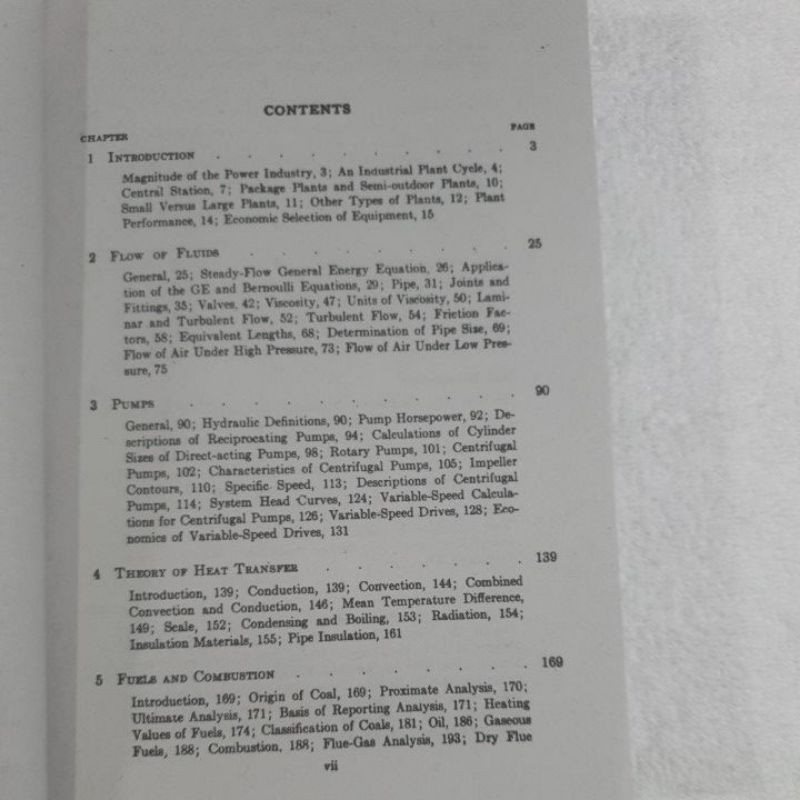 CONTENTS
CHAPTER PAGE
1 INTRODUCTION . . . . . . . . . . 3
Magnitude of the Power Industry, 3; An Industrial Plant Cycle, 4;
Central Station, 7; Package Plants and Semi-outdoor Plants, 10;
Small Versus Large Plants, 11; Other Types of Plants, 12; Plant
Performance, 14; Economic Selection of Equipment, 15
2 FLOW OF FLUIDS . . . . . . . . . 25
General, 25; Steady-Flow General Energy Equation, 26; Applica-
tion of the GE and Bernoulli Equations, 29; Pipe, 31; Joints and
Fittings, 35; Valves, 42; Viscosity, 47; Units of Viscosity, 50; Lami-
nar and Turbulent Flow, 52; Turbulent Flow, 54; Friction Fac-
tors, 58; Equivalent Lengths, 68; Determination of Pipe Size, 69;
Flow of Air Under High Pressure, 73; Flow of Air Under Low Pres-
sure, 75
3 PUMPS . . . . . . . . . . . 90
General, 90; Hydraulic Definitions, 90; Pump Horsepower, 92; De-
scriptions of Reciprocating Pumps, 94; Calculations of Cylinder
Sizes of Direct-acting Pumps, 98; Rotary Pumps, 101; Centrifugal
Pumps, 102; Characteristics of Centrifugal Pumps, 105; Impeller
Contours, 110; Specific Speed, 113; Descriptions of Centrifugal
Pumps, 114; System Head Curves, 124; Variable-Speed Calcula-
tions for Centrifugal Pumps, 126; Variable-Speed Drives, 128; Eco-
nomics of Variable-Speed Drives, 131
4 THEORY OF HEAT TRANSFER . . . . . . . 139
Introduction, 139; Conduction, 139; Convection, 144; Combined
Convection and Conduction, 146; Mean Temperature Difference,
149; Scale, 152; Condensing and Boiling, 153; Radiation, 154;
Insulation Materials, 155; Pipe Insulation, 161
5 FUELS AND COMBUSTION . . . . . . . . 169
Introduction, 169; Origin of Coal, 169; Proximate Analysis, 170;
Ultimate Analysis, 171; Basis of Reporting Analysis, 171; Heating
Values of Fuels, 174; Classification of Coals, 181; Oil, 186; Gaseous
Fuels, 188; Combustion, 188; Flue-Gas Analysis, 193; Dry Flue
vii